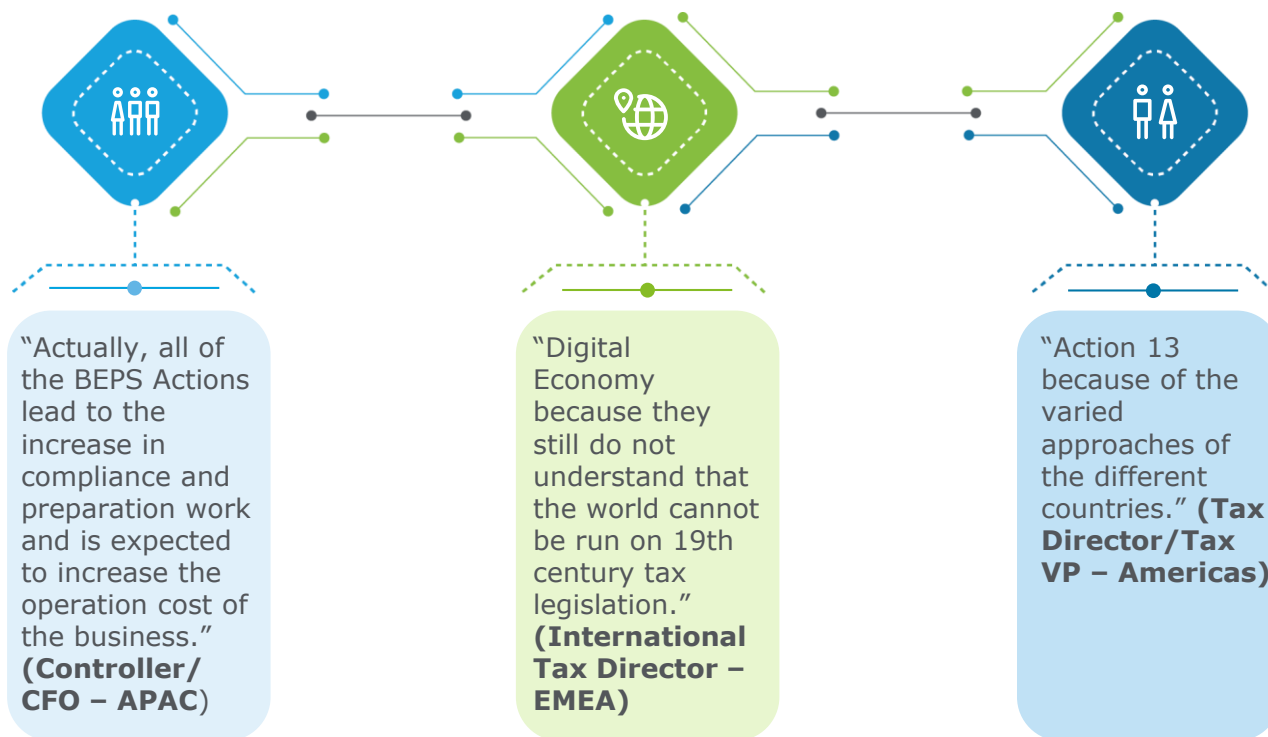 “Actually, all of
the BEPS Actions
lead to the
increase in
compliance and
preparation work
and is expected
to increase the
operation cost of
the business.”
(Controller/
CFO – APAC)
“Digital
Economy
because they
still do not
understand that
the world cannot
be run on 19th
century tax
legislation.”
(International
Tax Director –
EMEA)
“Action 13
because of the
varied
approaches of
the different
countries.” (Tax
Director/Tax
VP – Americas)